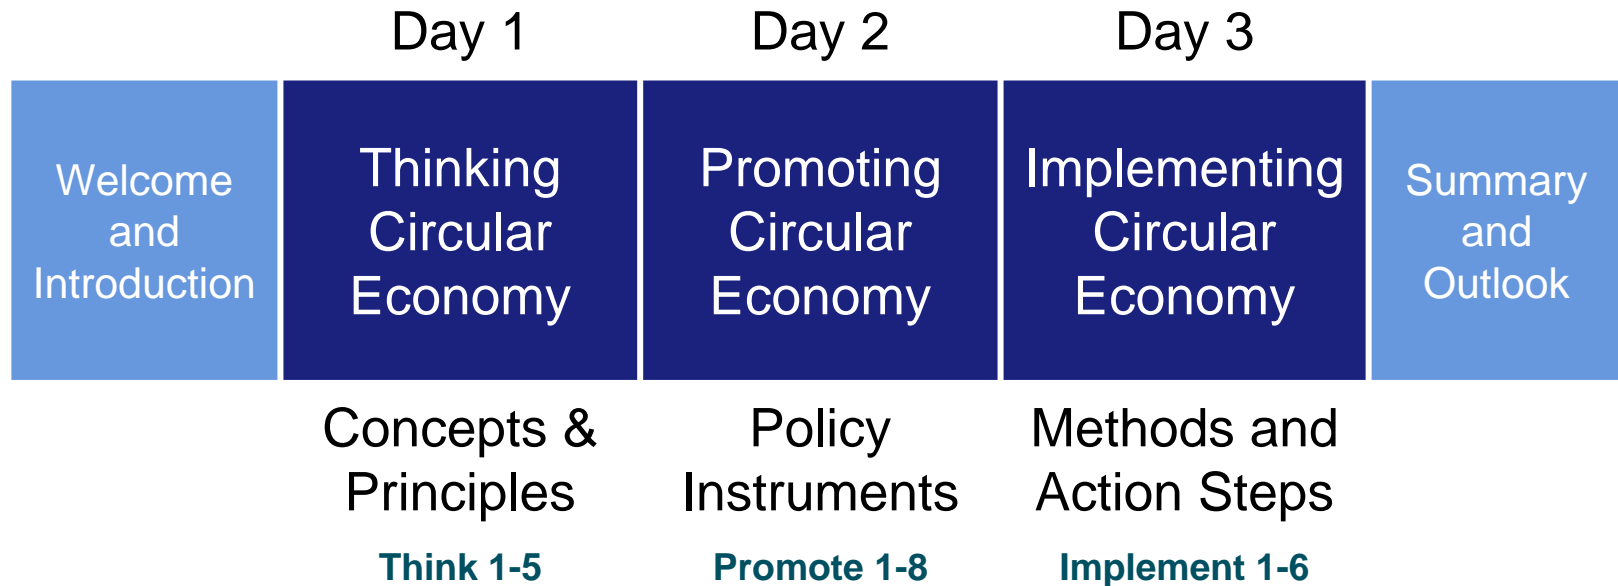 Day 1
Day 2
Day 3
Welcome
and
Introduction
Thinking
Circular
Economy
Promoting
Circular
Economy
Implementing
Circular
Economy
Summary
and
Outlook
Concepts &
Principles
Policy
Instruments
Methods and
Action Steps
Think 1-5
Promote 1-8
Implement 1-6